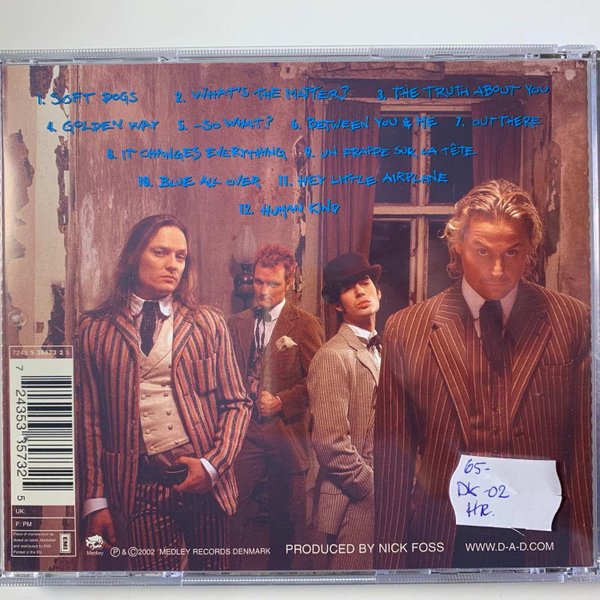 1. SOFT DOGS 2. WHAT'S THE MATTER? 3. THE TRUTH ABOUT YOU
4. GOLDEN WAY 5. -SO WHAT? 6. BETWEEN YOU & ME 7. OUT THERE
8. IT CHANGES EVERYTHING 9. UN FRAPPE SUR LA TÊTE
10. BLUE ALL OVER 11. HEY LITTLE AIRPLANE
12. HUMAN KIND
7 24353 35732 5
UK:
F: PM
EMI
Medley
℗ & © 2002 MEDLEY RECORDS DENMARK
PRODUCED BY NICK FOSS
WWW.D-A-D.COM
65-
DK-02
HR.